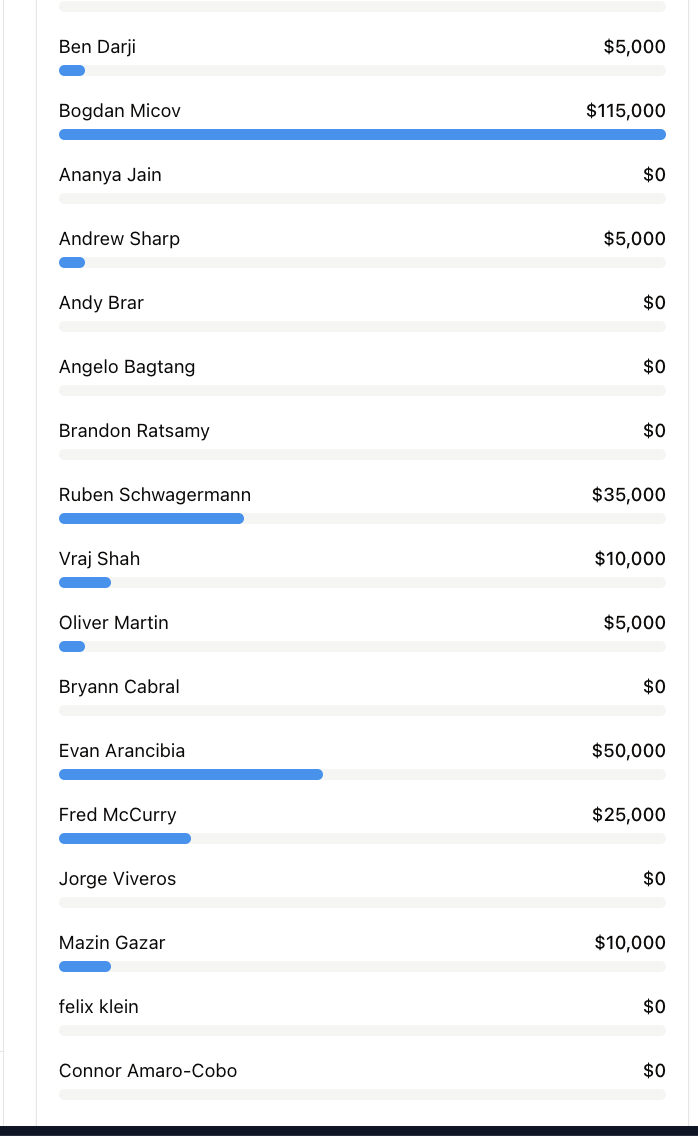 Ben Darji $5,000
Bogdan Micov $115,000
Ananya Jain $0
Andrew Sharp $5,000
Andy Brar $0
Angelo Bagtang $0
Brandon Ratsamy $0
Ruben Schwagermann $35,000
Vraj Shah $10,000
Oliver Martin $5,000
Bryann Cabral $0
Evan Arancibia $50,000
Fred McCurry $25,000
Jorge Viveros $0
Mazin Gazar $10,000
felix klein $0
Connor Amaro-Cobo $0